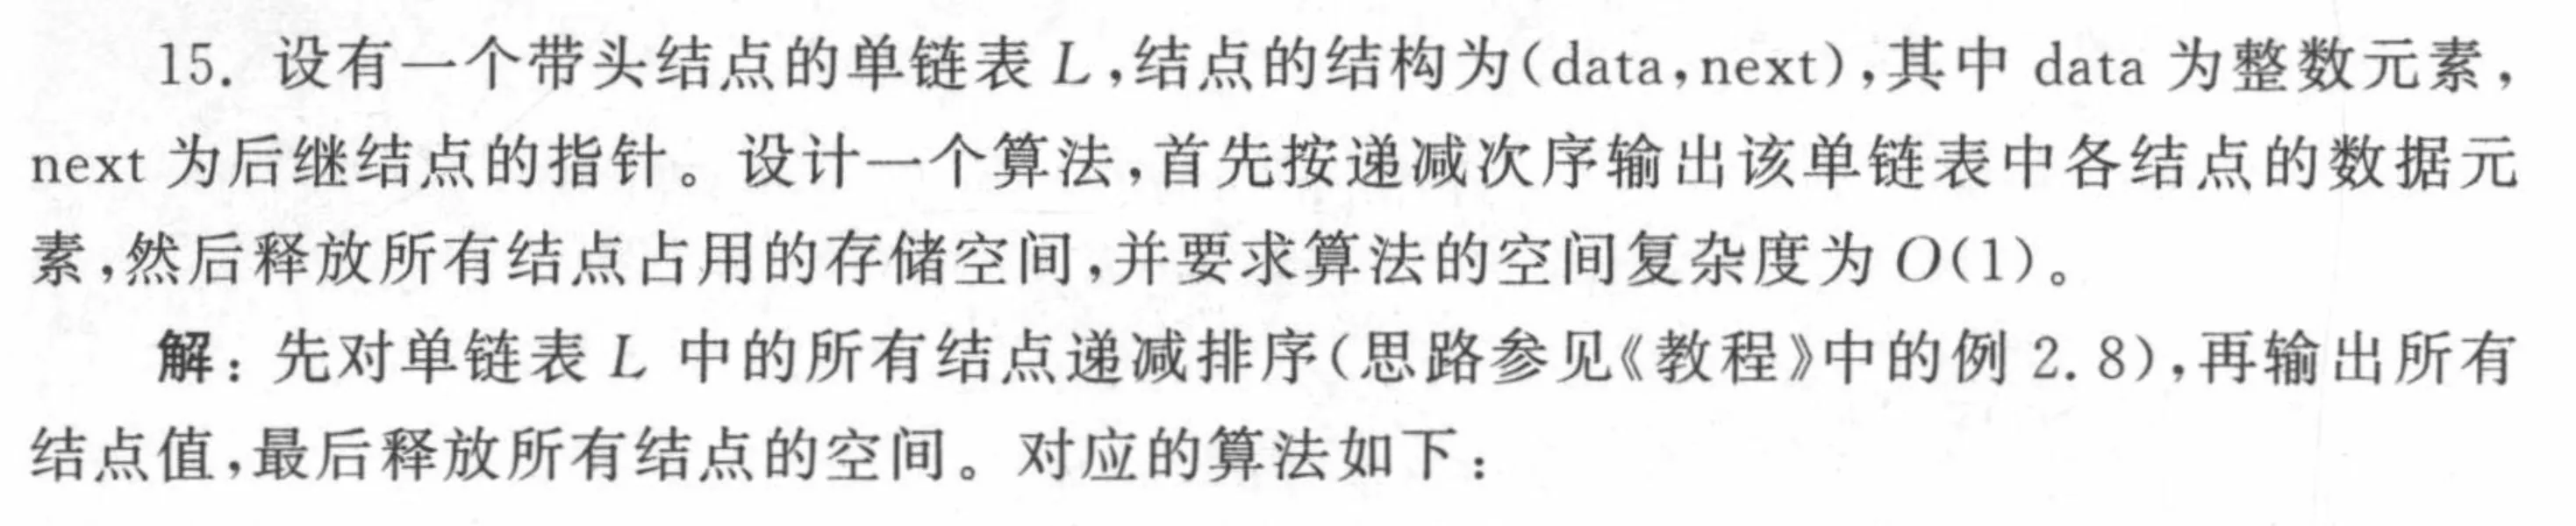 15. 设有一个带头结点的单链表 L,结点的结构为(data,next),其中 data 为整数元素,
next 为后继结点的指针。设计一个算法,首先按递减次序输出该单链表中各结点的数据元
素,然后释放所有结点占用的存储空间,并要求算法的空间复杂度为 O(1)。
解:先对单链表 L 中的所有结点递减排序(思路参见《教程》中的例 2.8),再输出所有
结点值,最后释放所有结点的空间。对应的算法如下: